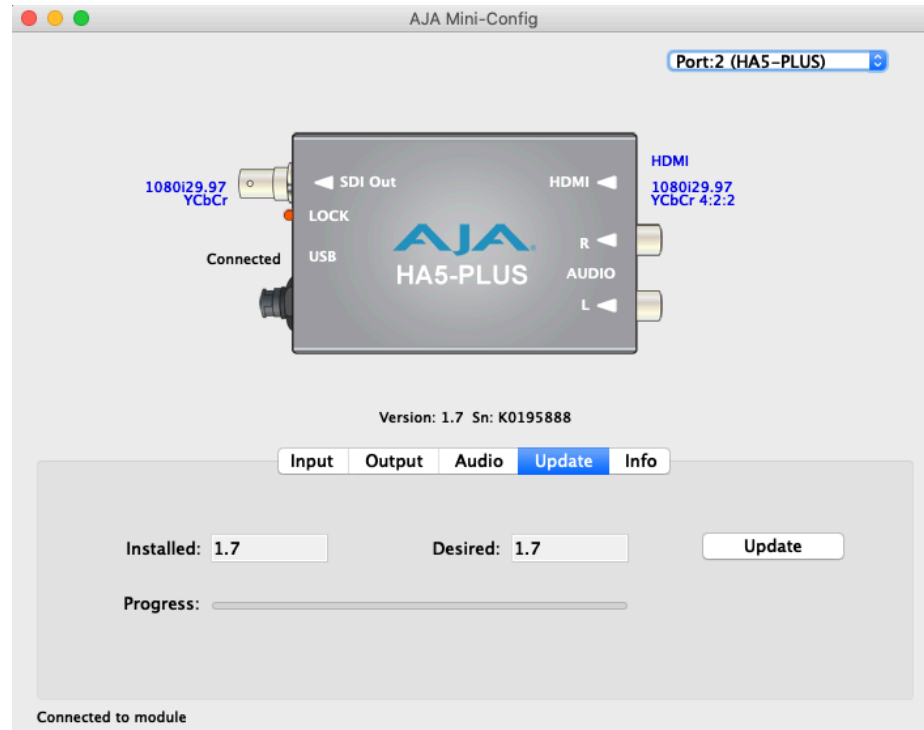 AJA Mini-Config
Port:2 (HA5-PLUS)
SDI Out
HDMI
HDMI
1080i29.97
YCbCr
1080i29.97
YCbCr 4:2:2
LOCK
Connected
USB
AJA
HA5-PLUS
R
AUDIO
L
Version: 1.7 Sn: K0195888
Input Output Audio Update Info
Installed: 1.7 Desired: 1.7 Update
Progress:
Connected to module